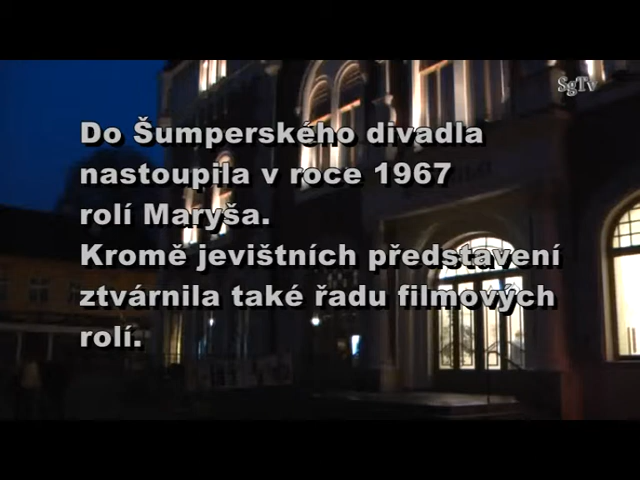 SgTv
Do Šumperského divadla
nastoupila v roce 1967
rolí Maryša.
Kromě jevištních představení
ztvárnila také řadu filmových
rolí.